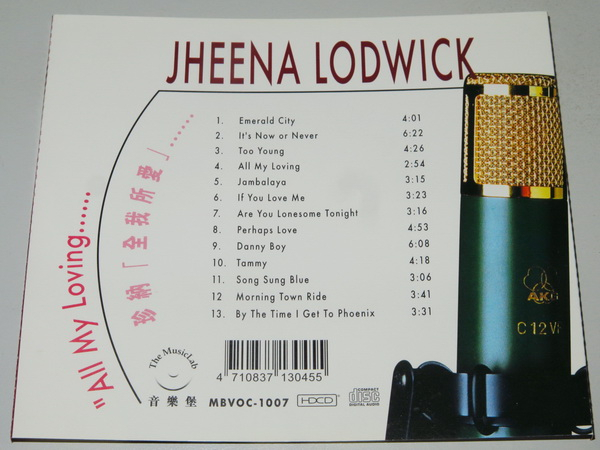 JHEENA LODWICK
"All My Loving......
珍納「全我所愛」......
1. Emerald City 4:01
2. It's Now or Never 6:22
3. Too Young 4:26
4. All My Loving 2:54
5. Jambalaya 3:15
6. If You Love Me 3:23
7. Are You Lonesome Tonight 3:16
8. Perhaps Love 4:53
9. Danny Boy 6:08
10. Tammy 4:18
11. Song Sung Blue 3:06
12 Morning Town Ride 3:41
13. By The Time I Get To Phoenix 3:31
The MusicLab
音樂堡
4 710837 130455
MBVOC-1007
HDCD
COMPACT
disc
DIGITAL AUDIO
AKG
C 12 V